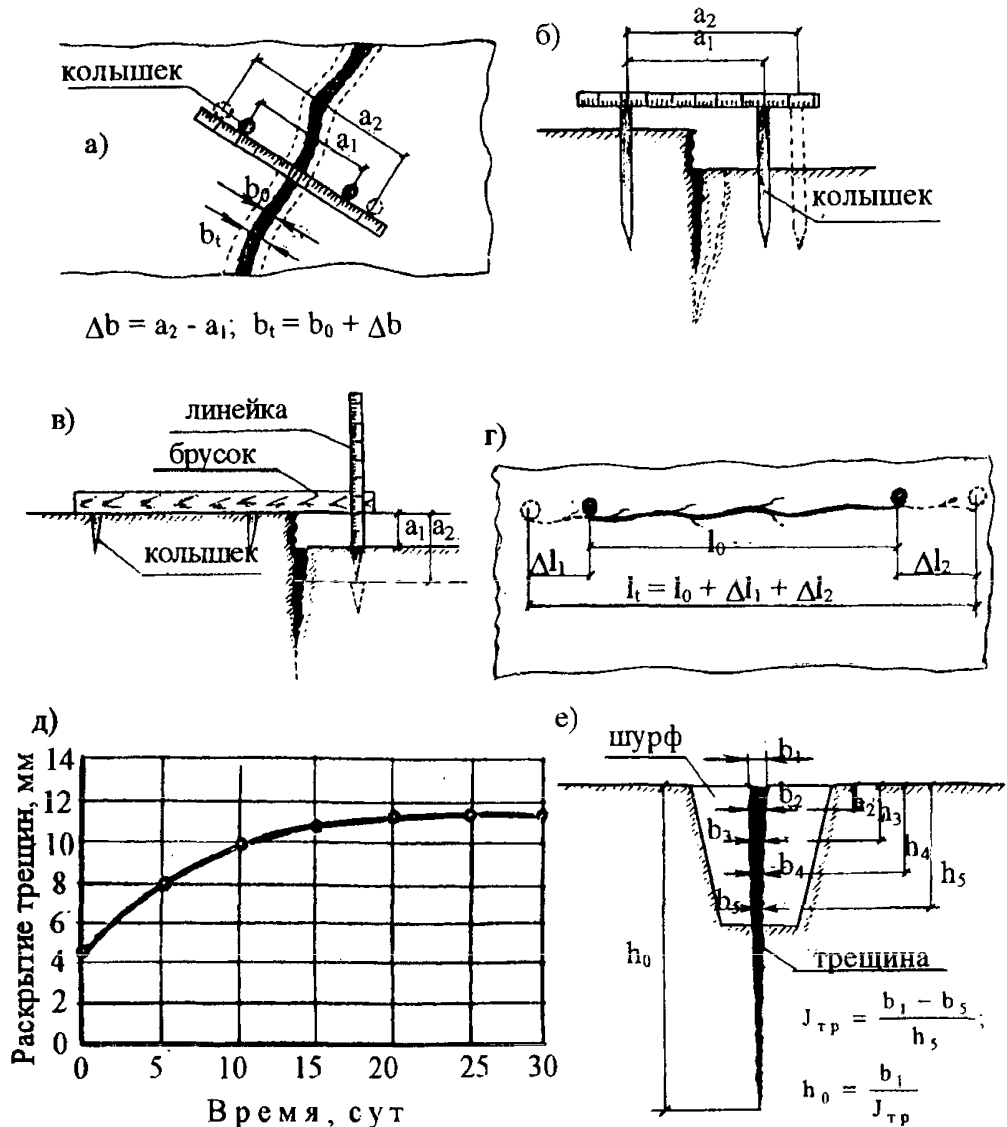 а)
колышек
a₂
a₁
b₀
bₜ
Δb = a₂ - a₁; bₜ = b₀ + Δb
б)
a₂
a₁
колышек
в)
линейка
брусок
колышек
a₁ a₂
г)
l₀
Δl₁
Δl₂
lₜ = l₀ + Δl₁ + Δl₂
д)
Раскрытие трещин, мм
14
12
10
8
6
4
2
0
0 5 10 15 20 25 30
Время, сут
е)
шурф
b₁
b₂
b₃
b₄
b₅
h₂
h₃
h₄
h₅
h₀
трещина
Jтр = (b₁ – b₅) / h₅;
h₀ = b₁ / Jтр